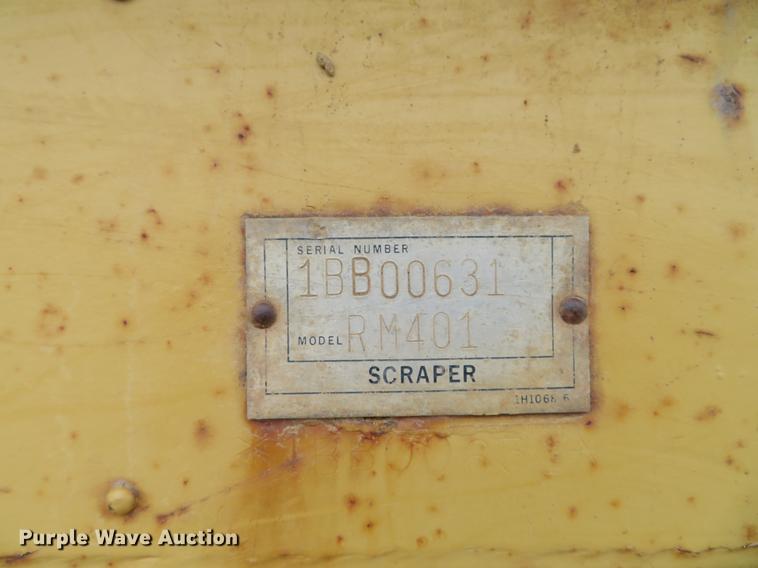 SERIAL NUMBER
1BB00631
MODEL RM401
SCRAPER
Purple Wave Auction